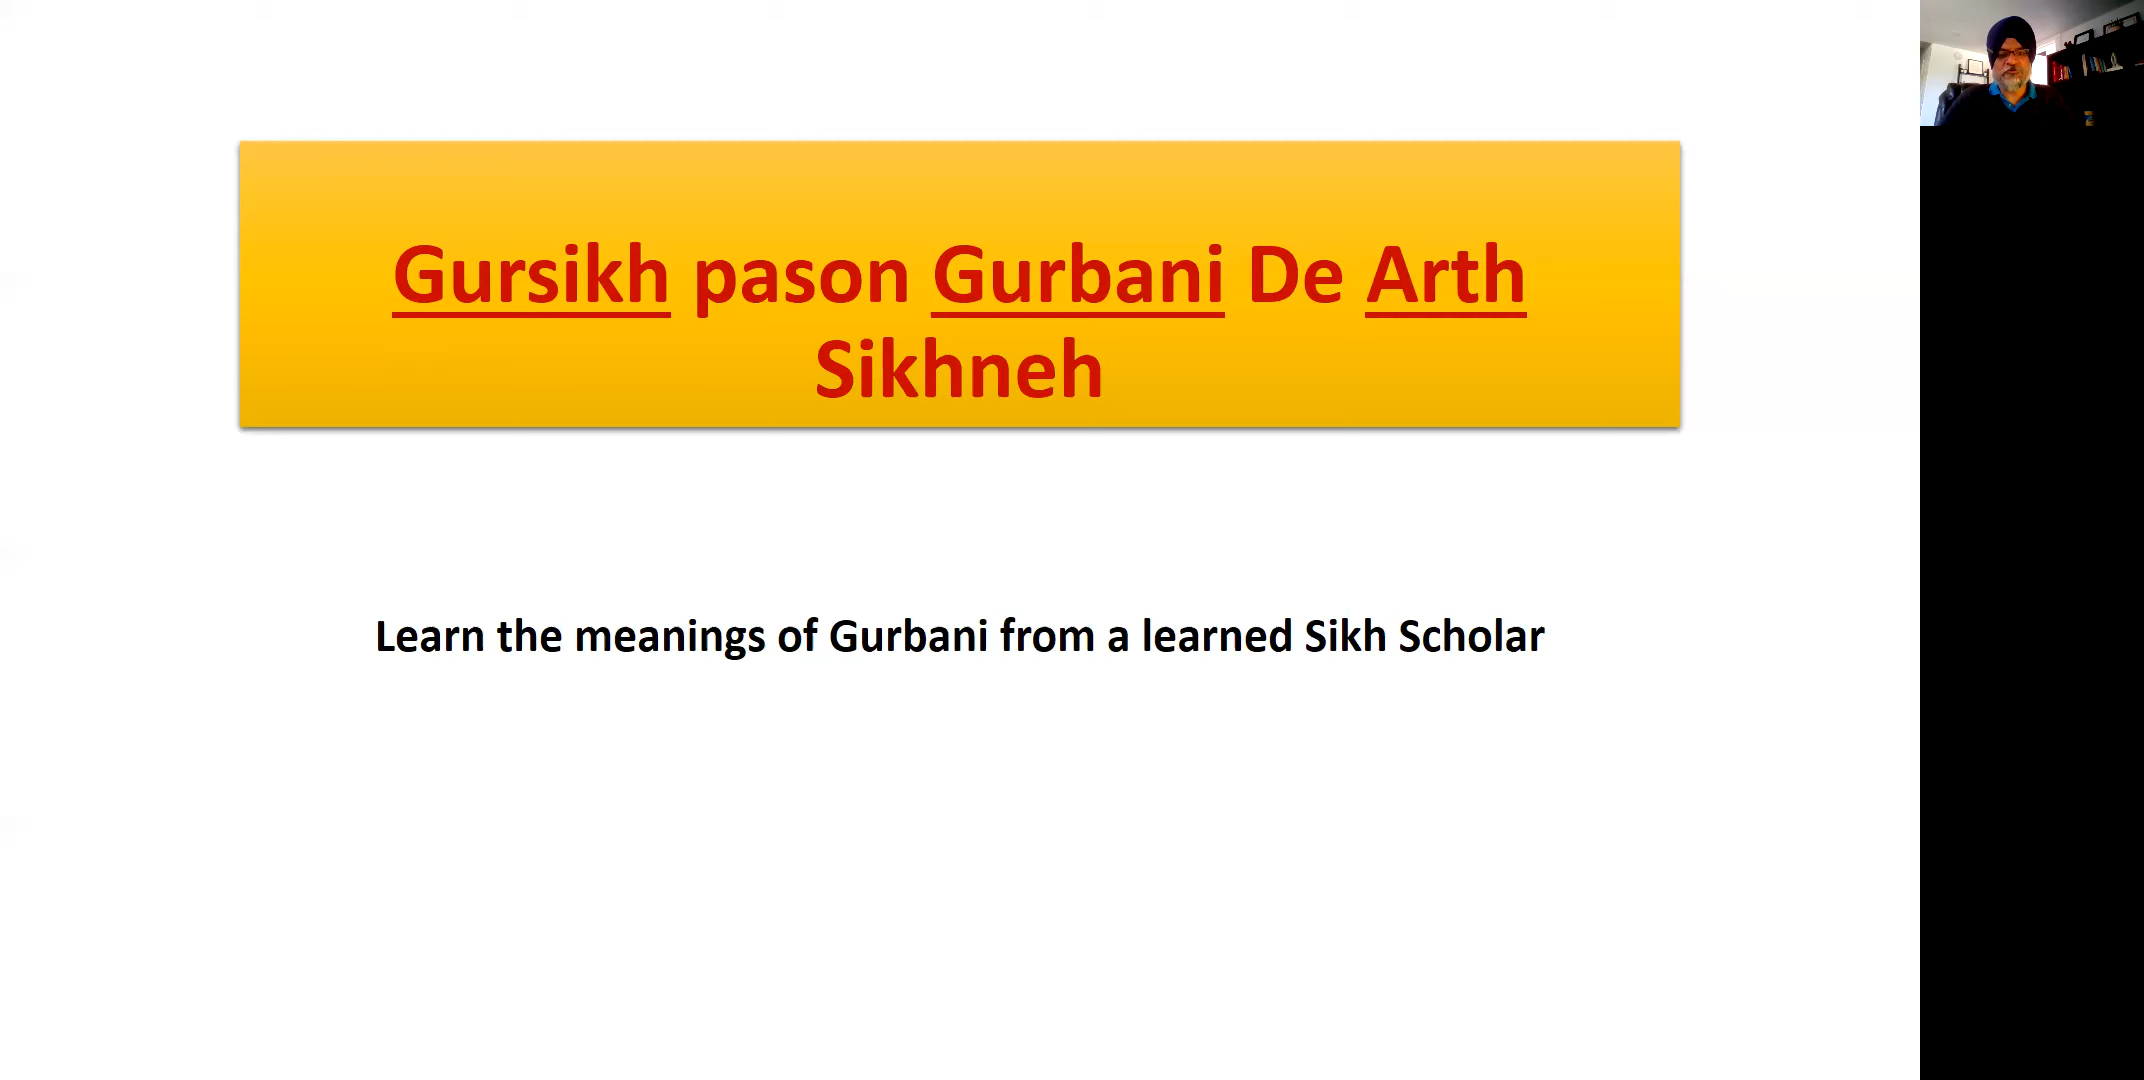 Gursikh pason Gurbani De Arth
Sikhneh
Learn the meanings of Gurbani from a learned Sikh Scholar